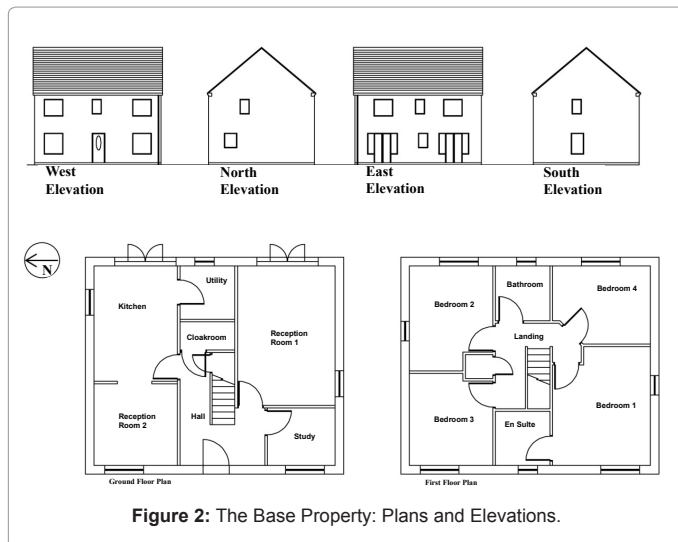 West
Elevation
North
Elevation
East
Elevation
South
Elevation
N
Kitchen
Utility
Cloakroom
Reception
Room 1
Reception
Room 2
Hall
Study
Ground Floor Plan
Bedroom 2
Bathroom
Bedroom 4
Landing
Bedroom 3
En Suite
Bedroom 1
First Floor Plan
Figure 2: The Base Property: Plans and Elevations.